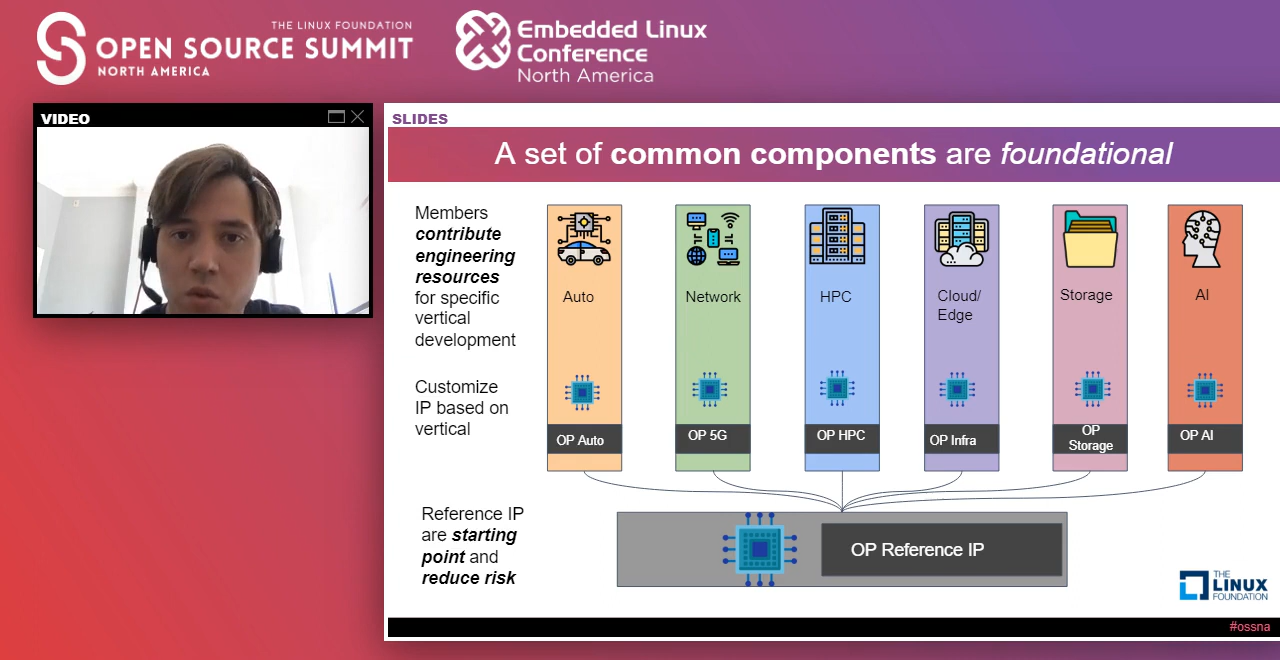 THE LINUX FOUNDATION
OPEN SOURCE SUMMIT
NORTH AMERICA
Embedded Linux
Conference
North America
VIDEO
SLIDES
A set of common components are foundational
Members
contribute
engineering
resources
for specific
vertical
development
Customize
IP based on
vertical
Auto
Network
HPC
Cloud/
Edge
Storage
AI
OP Auto
OP 5G
OP HPC
OP Infra
OP
Storage
OP AI
Reference IP
are starting
point and
reduce risk
OP Reference IP
THE
LINUX
FOUNDATION
#ossna